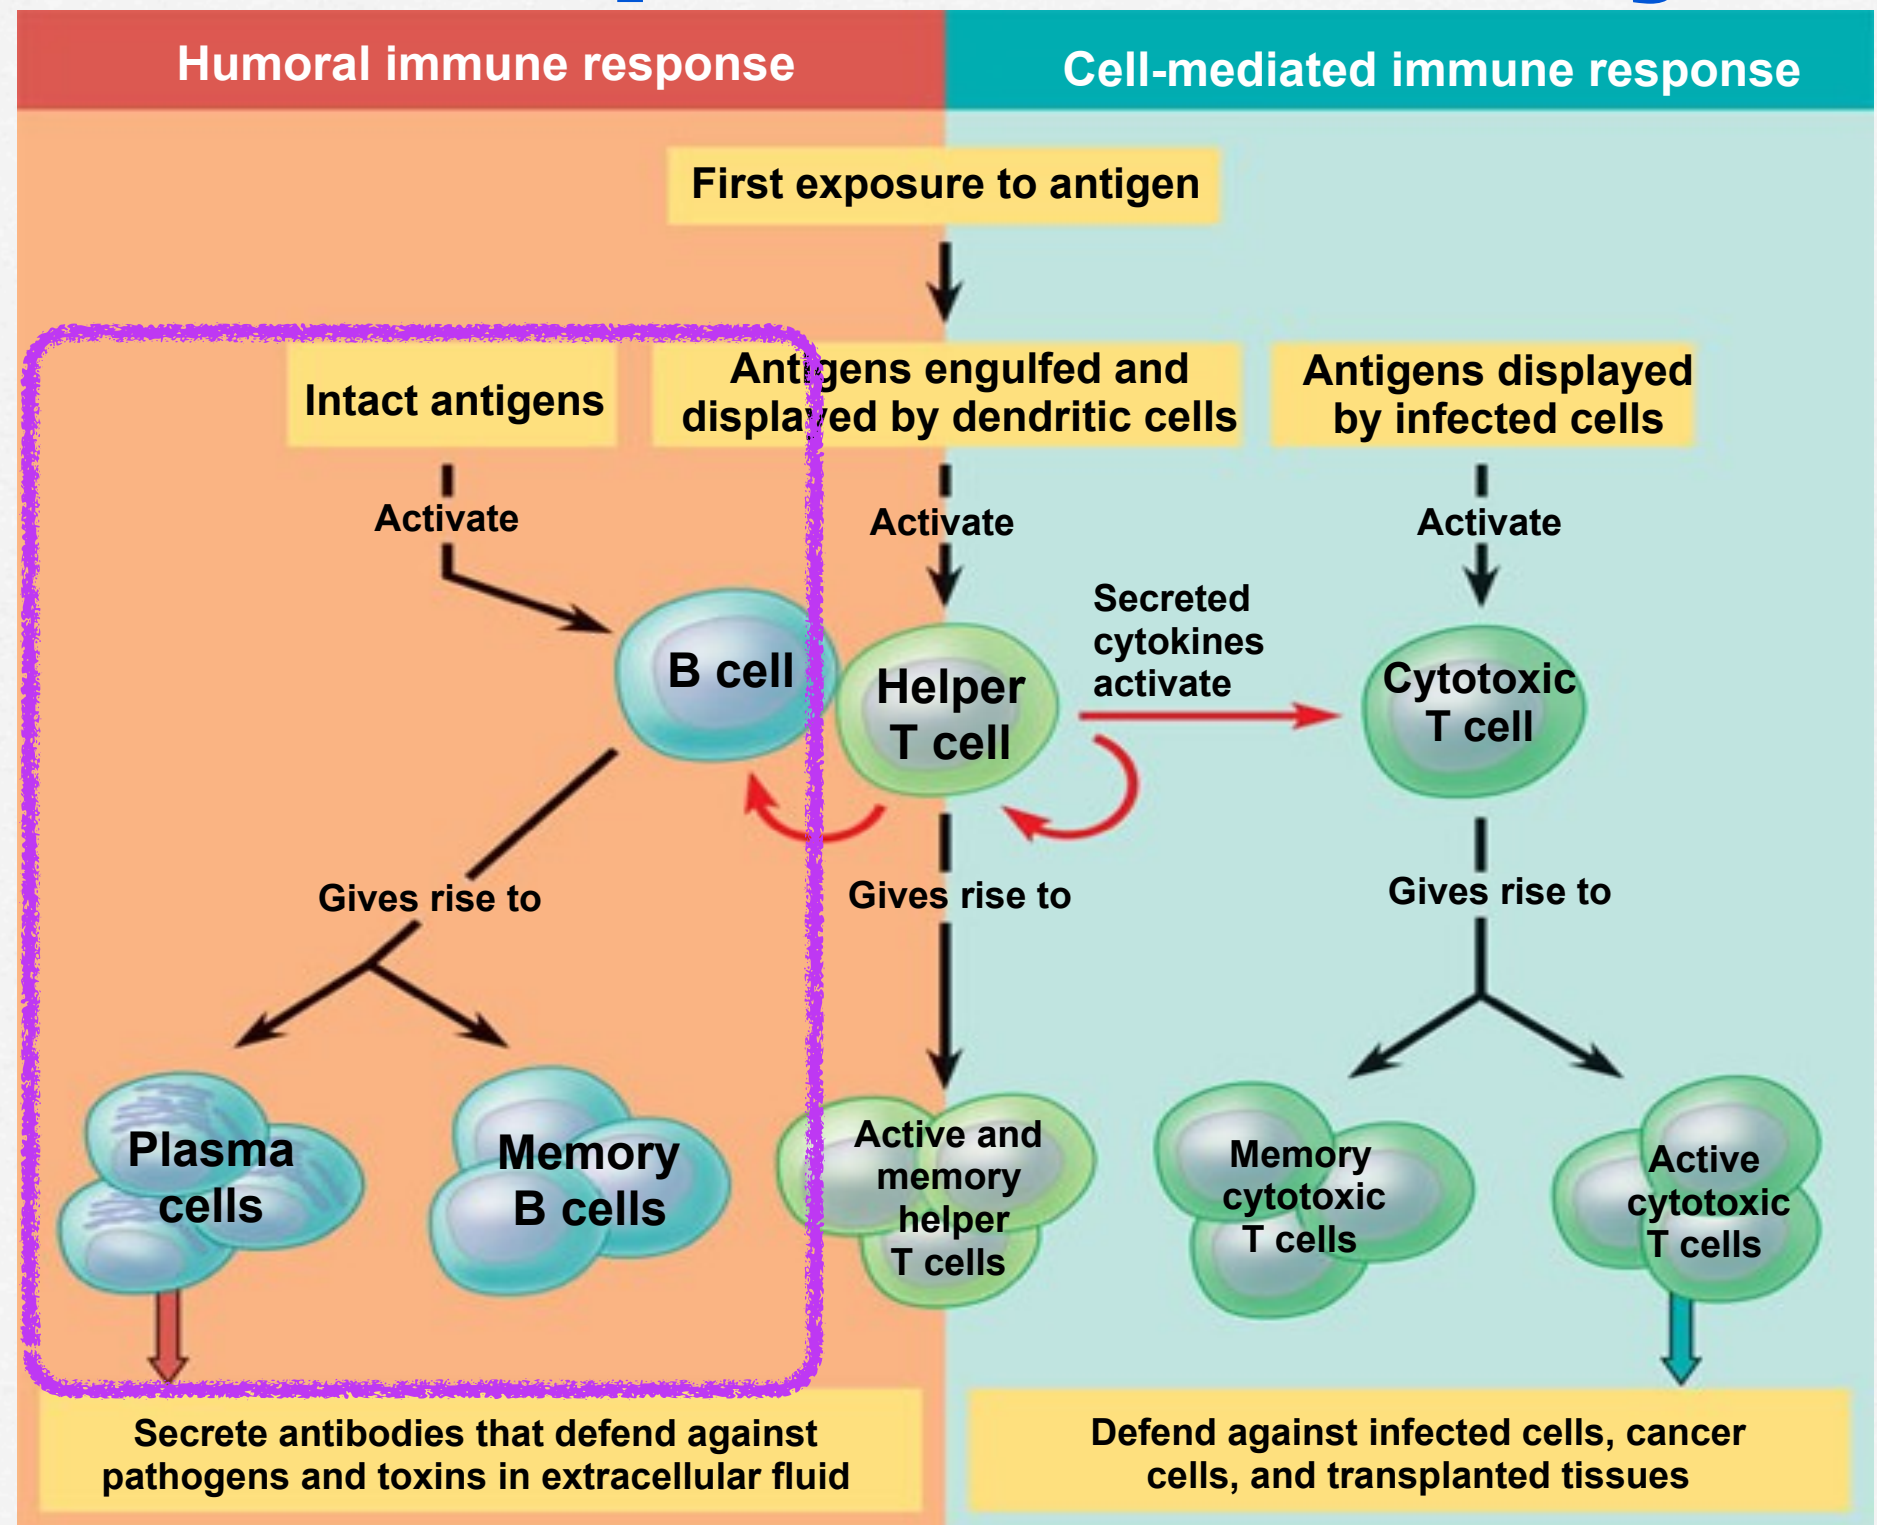 Humoral immune response
Cell-mediated immune response
First exposure to antigen
Intact antigens
Antigens engulfed and
displayed by dendritic cells
Antigens displayed
by infected cells
Activate
Activate
Activate
Secreted
cytokines
activate
B cell
Helper
T cell
Cytotoxic
T cell
Gives rise to
Gives rise to
Gives rise to
Plasma
cells
Memory
B cells
Active and
memory
helper
T cells
Memory
cytotoxic
T cells
Active
cytotoxic
T cells
Secrete antibodies that defend against
pathogens and toxins in extracellular fluid
Defend against infected cells, cancer
cells, and transplanted tissues